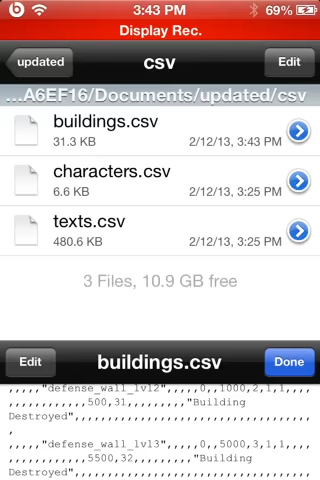 3:43 PM 69%
Display Rec.
updated csv Edit
...A6EF16/Documents/updated/csv
buildings.csv
31.3 KB 2/12/13, 3:43 PM
characters.csv
6.6 KB 2/12/13, 3:25 PM
texts.csv
480.6 KB 2/12/13, 3:25 PM
3 Files, 10.9 GB free
Edit buildings.csv Done
,,,,,"defense_wall_lvl2",,,,,0,,1000,2,1,1,,,,
,,,,,,,,,,,,,,500,31,,,,,,,,,"Building
Destroyed",,,,,,,,,,,,,,,,,,,,,,,,,,,,,,,,,,,
,
,,,,,"defense_wall_lvl3",,,,,0,,5000,3,1,1,,,,
,,,,,,,,,,,,,,5500,32,,,,,,,,,"Building
Destroyed",,,,,,,,,,,,,,,,,,,,,,,,,,,,,,,,,,,